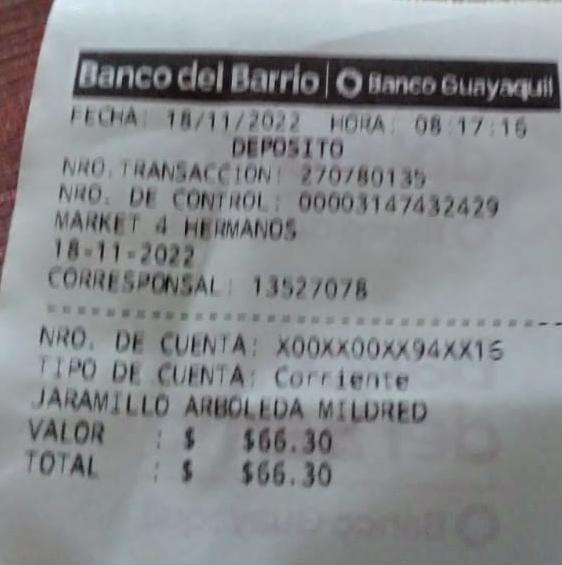 Banco del Barrio | Banco Guayaquil
FECHA: 18/11/2022 HORA: 08:17:16
DEPOSITO
NRO.TRANSACCION: 270780135
NRO. DE CONTROL: 00003147432429
MARKET 4 HERMANOS
18-11-2022
CORRESPONSAL: 13527078
NRO. DE CUENTA: X00XX00XX94XX16
TIPO DE CUENTA: Corriente
JARAMILLO ARBOLEDA MILDRED
VALOR : $ $66.30
TOTAL : $ $66.30